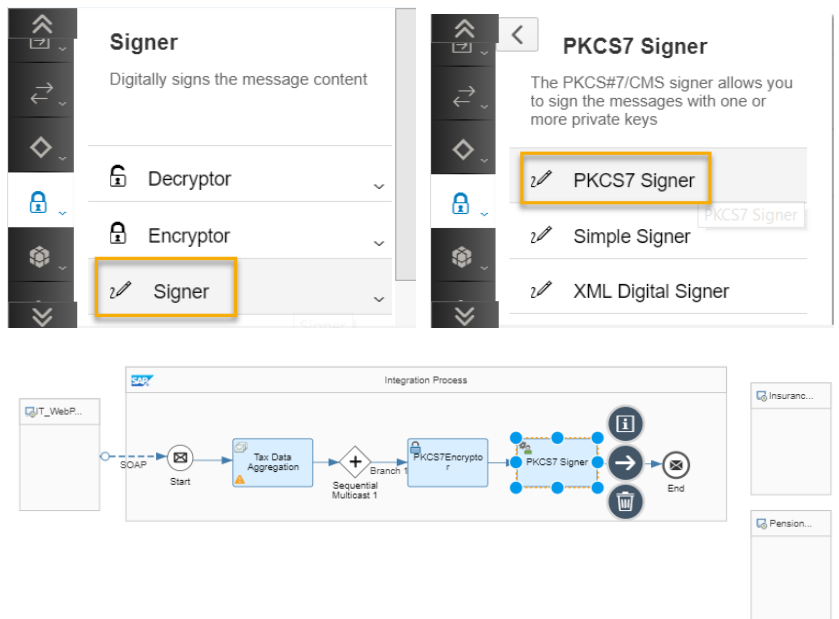 Signer
Digitally signs the message content
Decryptor
Encryptor
Signer
Signer
PKCS7 Signer
The PKCS#7/CMS signer allows you
to sign the messages with one or
more private keys
PKCS7 Signer
PKCS7 Signer
Simple Signer
XML Digital Signer
SAP
Integration Process
IT_WebP...
SOAP
Start
Tax Data
Aggregation
Sequential
Multicast 1
Branch 1
PKCS7Encrypto
r
PKCS7 Signer
End
Insuranc...
Pension...